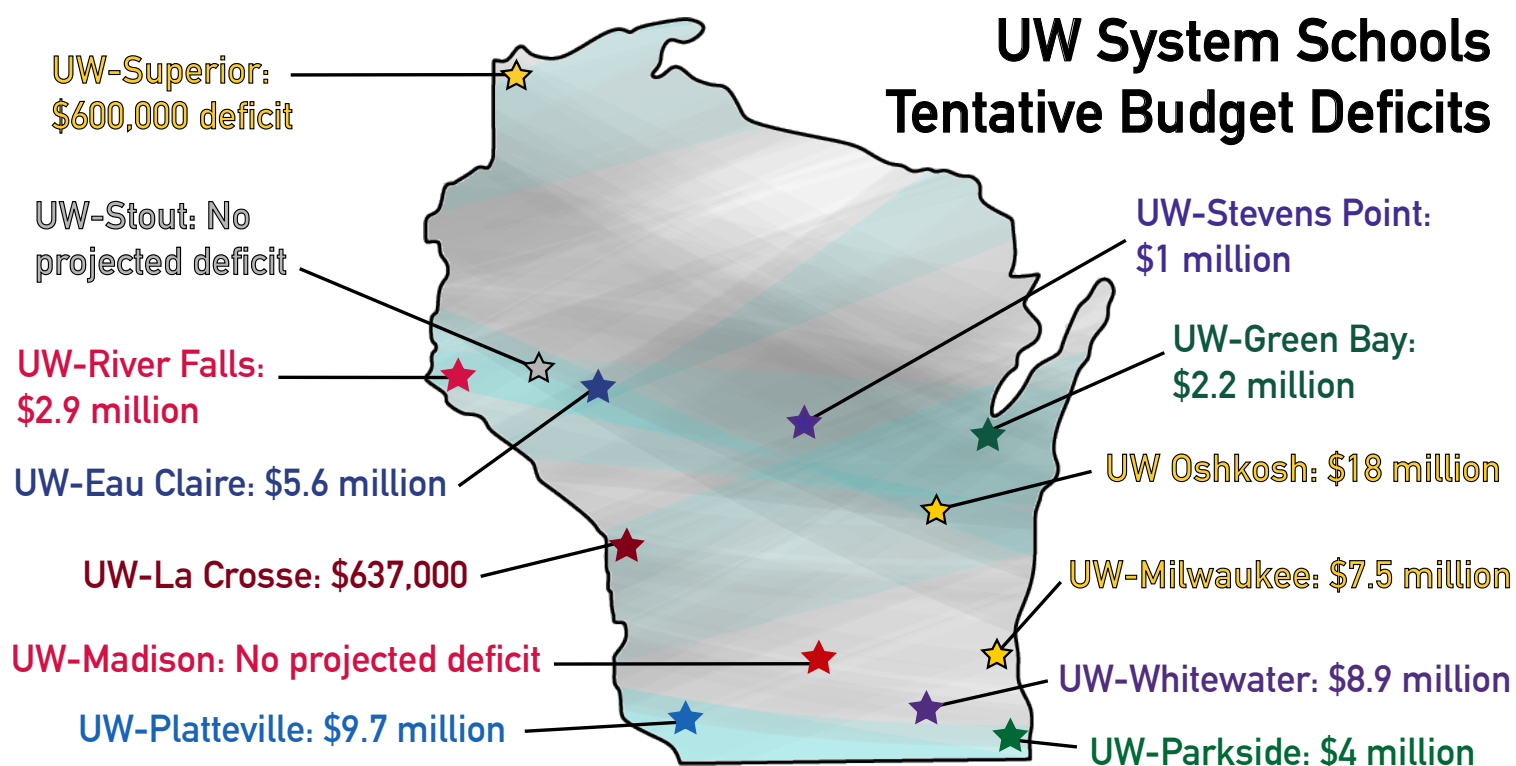 UW System Schools
Tentative Budget Deficits
UW-Superior:
$600,000 deficit
UW-Stout: No
projected deficit
UW-River Falls:
$2.9 million
UW-Eau Claire: $5.6 million
UW-La Crosse: $637,000
UW-Madison: No projected deficit
UW-Platteville: $9.7 million
UW-Stevens Point:
$1 million
UW-Green Bay:
$2.2 million
UW Oshkosh: $18 million
UW-Milwaukee: $7.5 million
UW-Whitewater: $8.9 million
UW-Parkside: $4 million